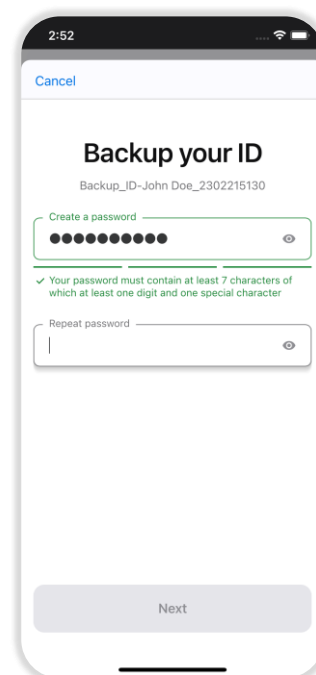 2:52
Cancel
Backup your ID
Backup_ID-John Doe_2302215130
Create a password
●●●●●●●●●●
Your password must contain at least 7 characters of
which at least one digit and one special character
Repeat password
Next